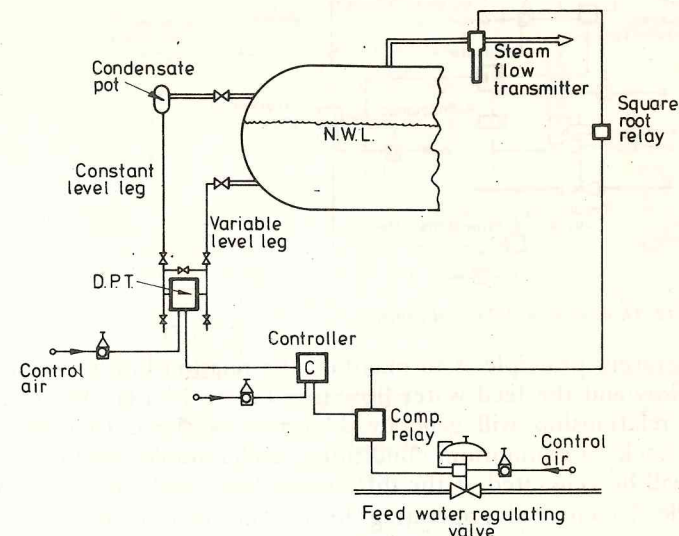 Steam
flow
transmitter
Condensate
pot
Square
root
relay
N.W.L.
Constant
level leg
Variable
level leg
D.P.T.
Controller
C
Control
air
Comp.
relay
Control
air
Feed water regulating
valve